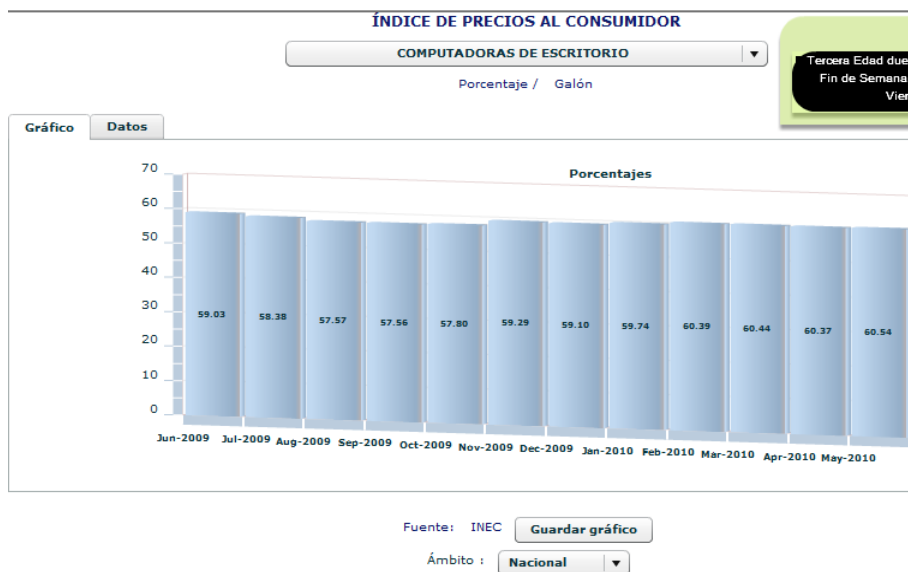 ÍNDICE DE PRECIOS AL CONSUMIDOR
COMPUTADORAS DE ESCRITORIO
Porcentaje / Galón
Tercera Edad due
Fin de Semana
Vier
Gráfico Datos
Porcentajes
70
60
50
40
30
20
10
0
59.03 58.38 57.57 57.56 57.80 59.29 59.10 59.74 60.39 60.44 60.37 60.54
Jun-2009 Jul-2009 Aug-2009 Sep-2009 Oct-2009 Nov-2009 Dec-2009 Jan-2010 Feb-2010 Mar-2010 Apr-2010 May-2010
Fuente: INEC Guardar gráfico
Ámbito : Nacional